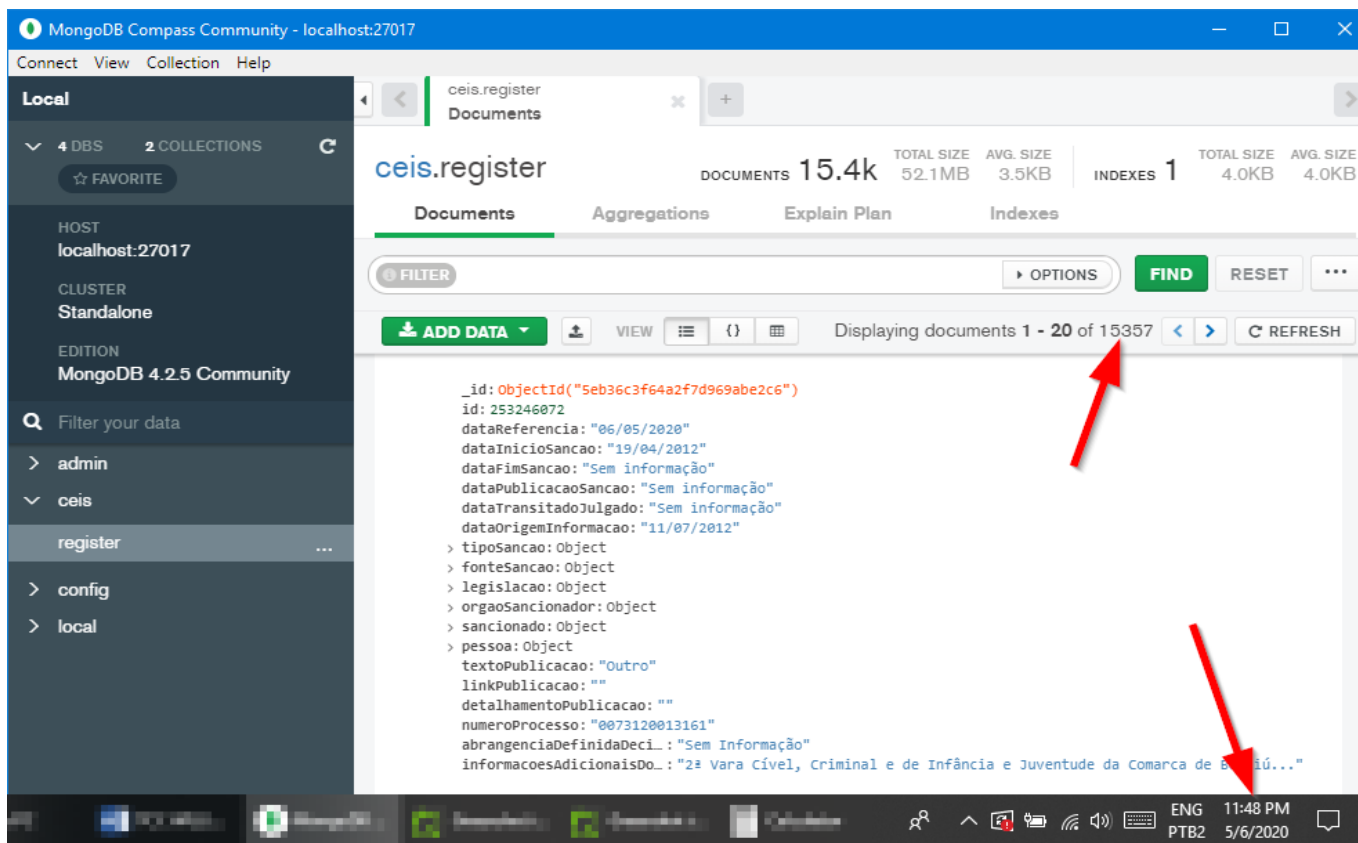 MongoDB Compass Community - localhost:27017
Connect View Collection Help
Local
4 DBS 2 COLLECTIONS
FAVORITE
HOST
localhost:27017
CLUSTER
Standalone
EDITION
MongoDB 4.2.5 Community
Filter your data
admin
ceis
register ...
config
local
ceis.register
Documents
ceis.register
DOCUMENTS 15.4k TOTAL SIZE 52.1MB AVG. SIZE 3.5KB INDEXES 1 TOTAL SIZE 4.0KB AVG. SIZE 4.0KB
Documents Aggregations Explain Plan Indexes
FILTER OPTIONS FIND RESET ...
ADD DATA VIEW {} Displaying documents 1 - 20 of 15357 REFRESH
_id: ObjectId("5eb36c3f64a2f7d969abe2c6")
id: 253246072
dataReferencia: "06/05/2020"
dataInicioSancao: "19/04/2012"
dataFimSancao: "Sem informação"
dataPublicacaoSancao: "Sem informação"
dataTransitadoJulgado: "Sem informação"
dataOrigemInformacao: "11/07/2012"
tipoSancao: Object
fonteSancao: Object
legislacao: Object
orgaoSancionador: Object
sancionado: Object
pessoa: Object
textoPublicacao: "Outro"
linkPublicacao: ""
detalhamentoPublicacao: ""
numeroProcesso: "0073120013161"
abrangenciaDefinidaDeci…: "Sem Informação"
informacoesAdicionaisDo…: "2ª Vara Cível, Criminal e de Infância e Juventude da Comarca de
ENG 11:48 PM
PTB2 5/6/2020